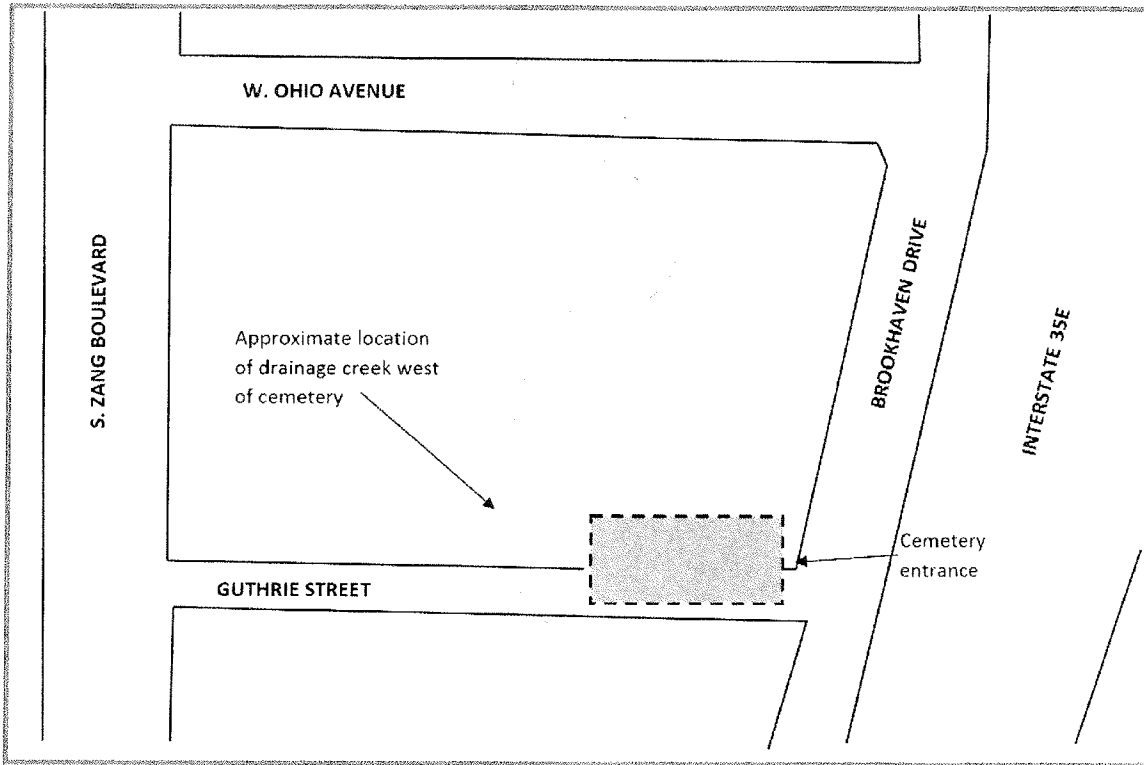 W. OHIO AVENUE
S. ZANG BOULEVARD
BROOKHAVEN DRIVE
INTERSTATE 35E
Approximate location
of drainage creek west
of cemetery
Cemetery
entrance
GUTHRIE STREET